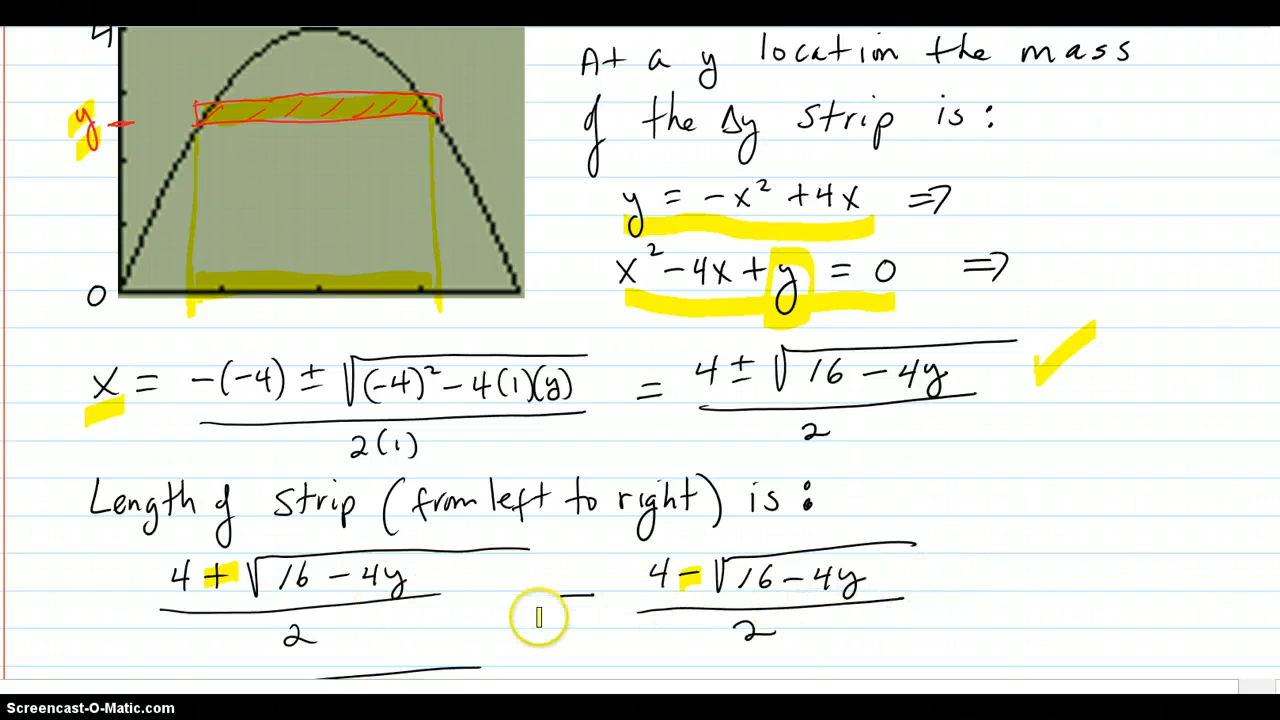 4
At a y location the mass
y
of the Δy strip is:
y = -x² + 4x ⇒
0
x² - 4x + y = 0 ⇒
x = -(-4) ± √(-4)² - 4(1)(y) / 2(1) = 4 ± √16 - 4y / 2
Length of strip (from left to right) is:
4 + √16 - 4y / 2 - 4 - √16 - 4y / 2
Screencast-O-Matic.com